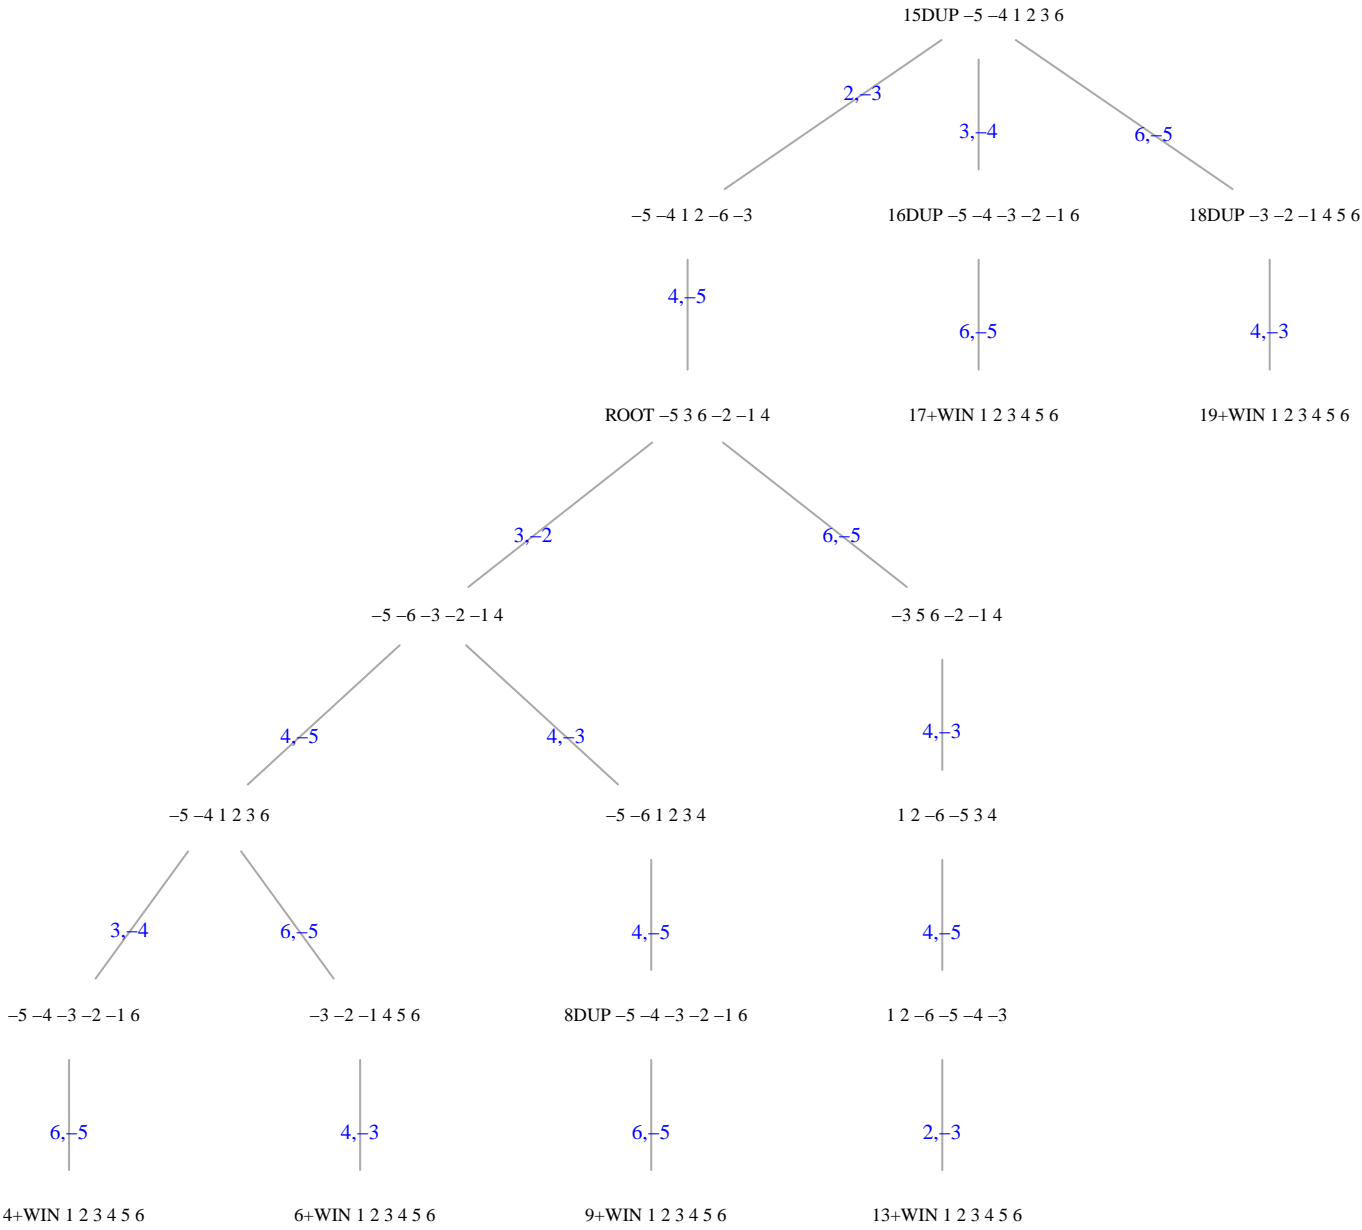 15DUP –5 –4 1 2 3 6
2,–3
3,–4
6,–5
–5 –4 1 2 –6 –3
16DUP –5 –4 –3 –2 –1 6
18DUP –3 –2 –1 4 5 6
4,–5
6,–5
4,–3
ROOT –5 3 6 –2 –1 4
17+WIN 1 2 3 4 5 6
19+WIN 1 2 3 4 5 6
3,–2
6,–5
–5 –6 –3 –2 –1 4
–3 5 6 –2 –1 4
4,–5
4,–3
4,–3
–5 –4 1 2 3 6
–5 –6 1 2 3 4
1 2 –6 –5 3 4
3,–4
6,–5
4,–5
4,–5
–5 –4 –3 –2 –1 6
–3 –2 –1 4 5 6
8DUP –5 –4 –3 –2 –1 6
1 2 –6 –5 –4 –3
6,–5
4,–3
6,–5
2,–3
4+WIN 1 2 3 4 5 6
6+WIN 1 2 3 4 5 6
9+WIN 1 2 3 4 5 6
13+WIN 1 2 3 4 5 6